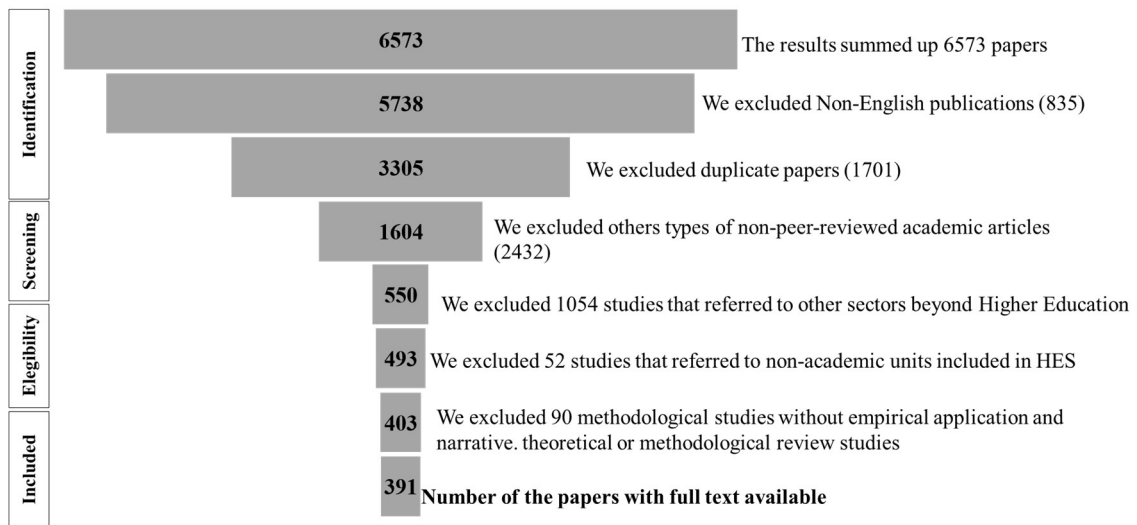 Identification
6573
The results summed up 6573 papers
5738
We excluded Non-English publications (835)
3305
We excluded duplicate papers (1701)
Screening
1604
We excluded others types of non-peer-reviewed academic articles
(2432)
550
We excluded 1054 studies that referred to other sectors beyond Higher Education
Elegibility
493
We excluded 52 studies that referred to non-academic units included in HES
403
We excluded 90 methodological studies without empirical application and
narrative. theoretical or methodological review studies
Included
391
Number of the papers with full text available